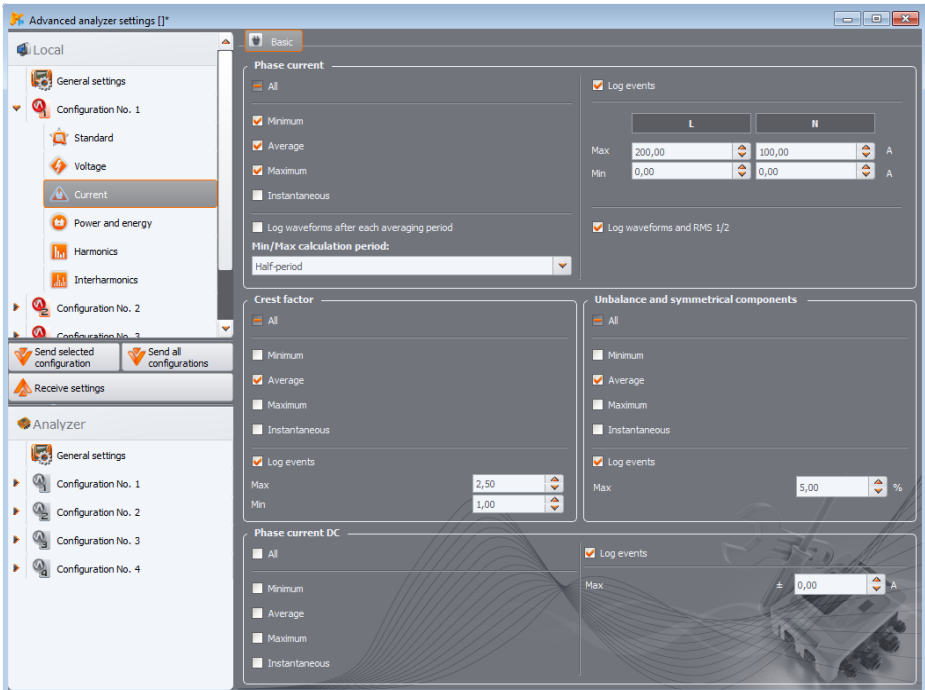 Advanced analyzer settings []*
Local
General settings
Configuration No. 1
Standard
Voltage
Current
Power and energy
Harmonics
Interharmonics
Configuration No. 2
Configuration No. 3
Send selected configuration
Send all configurations
Receive settings
Analyzer
General settings
Configuration No. 1
Configuration No. 2
Configuration No. 3
Configuration No. 4
Basic
Phase current
All
Minimum
Average
Maximum
Instantaneous
Log waveforms after each averaging period
Min/Max calculation period:
Half-period
Log events
L N
Max 200,00 100,00 A
Min 0,00 0,00 A
Log waveforms and RMS 1/2
Crest factor
All
Minimum
Average
Maximum
Instantaneous
Log events
Max 2,50
Min 1,00
Unbalance and symmetrical components
All
Minimum
Average
Maximum
Instantaneous
Log events
Max 5,00 %
Phase current DC
All
Minimum
Average
Maximum
Instantaneous
Log events
Max ± 0,00 A